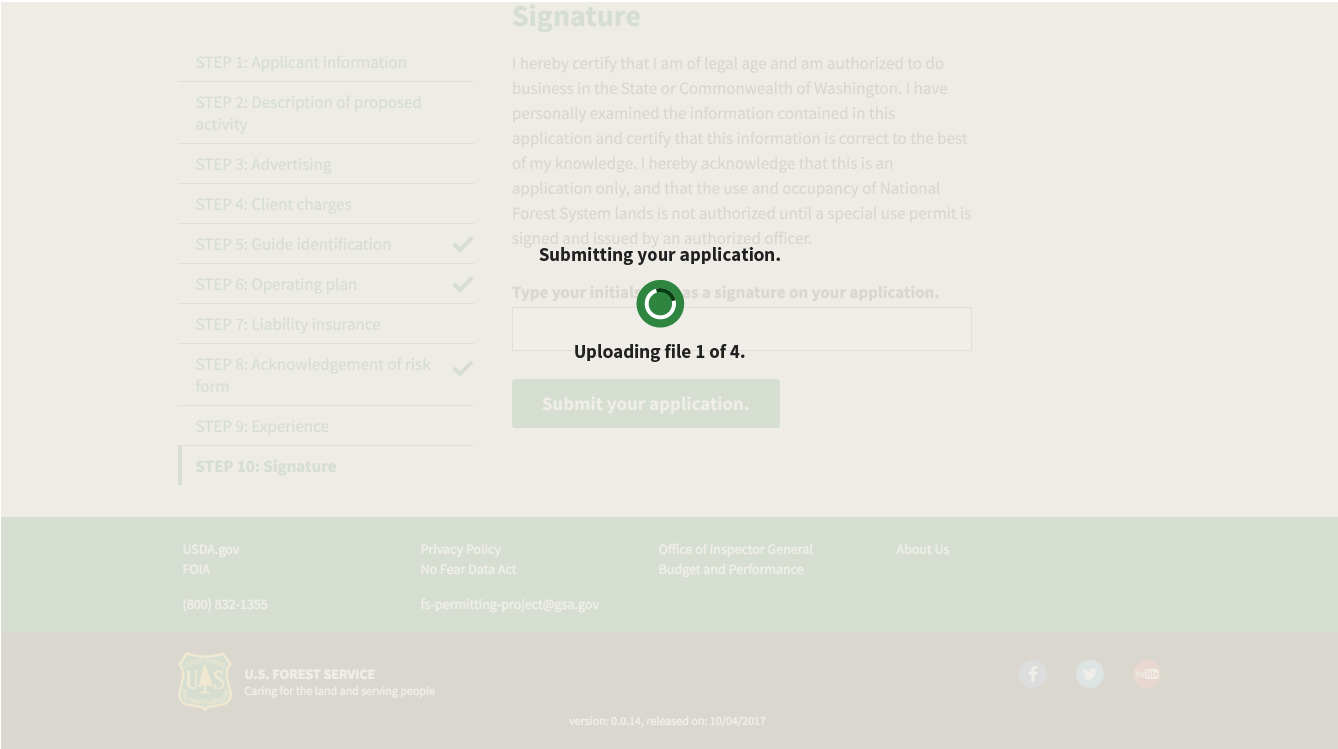 Signature
STEP 1: Applicant information
STEP 2: Description of proposed
activity
STEP 3: Advertising
STEP 4: Client charges
STEP 5: Guide identification
STEP 6: Operating plan
STEP 7: Liability insurance
STEP 8: Acknowledgement of risk
form
STEP 9: Experience
STEP 10: Signature
I hereby certify that I am of legal age and am authorized to do
business in the State or Commonwealth of Washington. I have
personally examined the information contained in this
application and certify that this information is correct to the best
of my knowledge. I hereby acknowledge that this is an
application only, and that the use and occupancy of National
Forest System lands is not authorized until a special use permit is
signed and issued by an authorized officer.
Submitting your application.
Type your initials as a signature on your application.
Uploading file 1 of 4.
Submit your application.
USDA.gov
FOIA
(800) 832-1355
Privacy Policy
No Fear Data Act
fs-permitting-project@gsa.gov
Office of Inspector General
Budget and Performance
About Us
U.S. FOREST SERVICE
Caring for the land and serving people
version: 0.0.14, released on: 10/04/2017